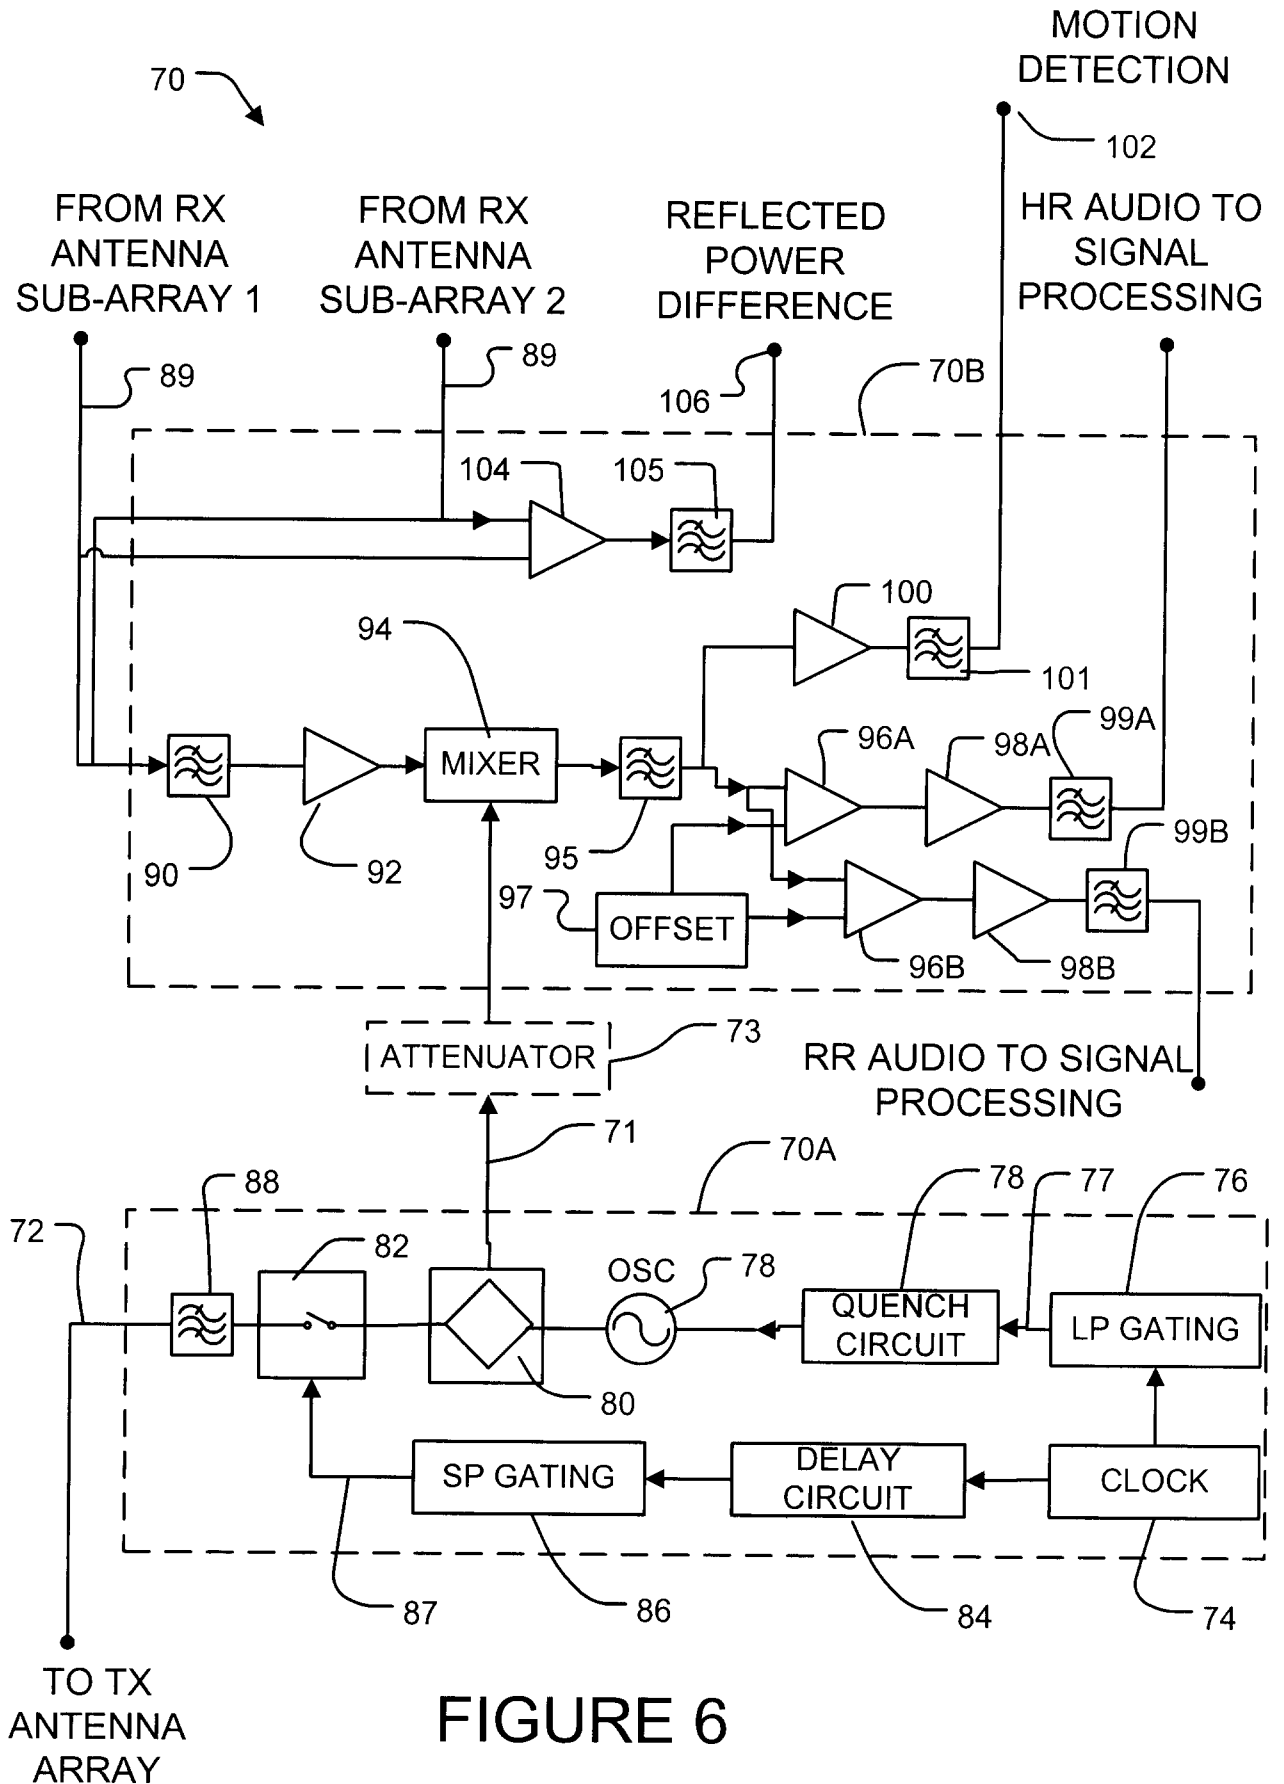 MOTION
DETECTION
70
102
FROM RX
ANTENNA
SUB-ARRAY 1
FROM RX
ANTENNA
SUB-ARRAY 2
REFLECTED
POWER
DIFFERENCE
HR AUDIO TO
SIGNAL
PROCESSING
89
89
106
70B
104
105
94
100
101
MIXER
96A
98A
99A
90
92
95
97
OFFSET
99B
96B
98B
ATTENUATOR
73
RR AUDIO TO SIGNAL
PROCESSING
71
70A
72
88
82
OSC
78
78
77
76
QUENCH
CIRCUIT
LP GATING
80
SP GATING
DELAY
CIRCUIT
CLOCK
87
86
84
74
TO TX
ANTENNA
ARRAY
FIGURE 6